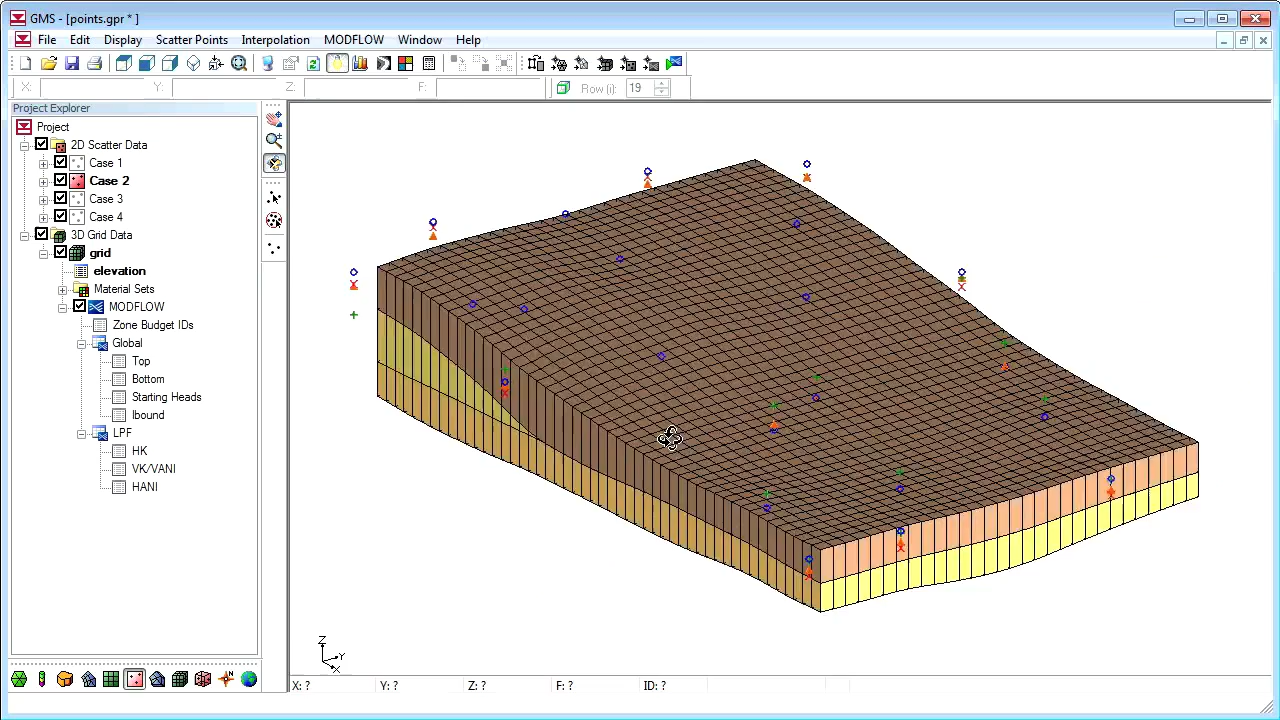 GMS - [points.gpr * ]
File Edit Display Scatter Points Interpolation MODFLOW Window Help
X: Y: Z: F: Row (i): 19
Project Explorer
Project
2D Scatter Data
Case 1
Case 2
Case 3
Case 4
3D Grid Data
grid
elevation
Material Sets
MODFLOW
Zone Budget IDs
Global
Top
Bottom
Starting Heads
Ibound
LPF
HK
VK/VANI
HANI
Z
Y
X
X: ? Y: ? Z: ? F: ? ID: ?